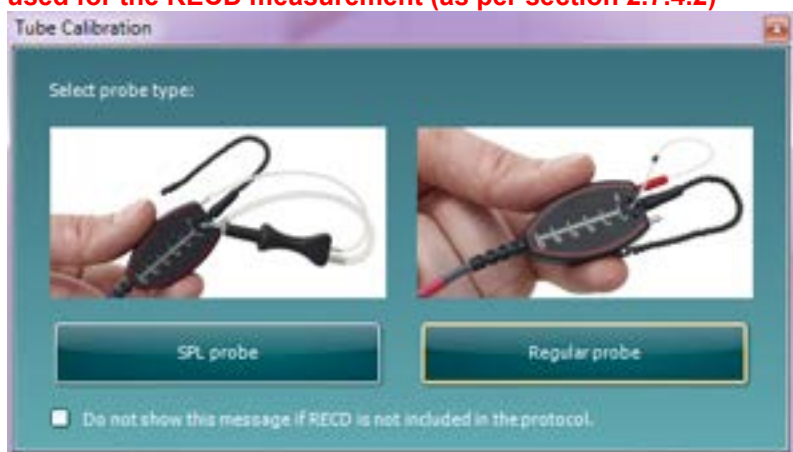 used for the RECD measurement (as per section 2.7.4.2)
Tube Calibration
Select probe type:
SPL probe
Regular probe
Do not show this message if RECD is not included in the protocol.